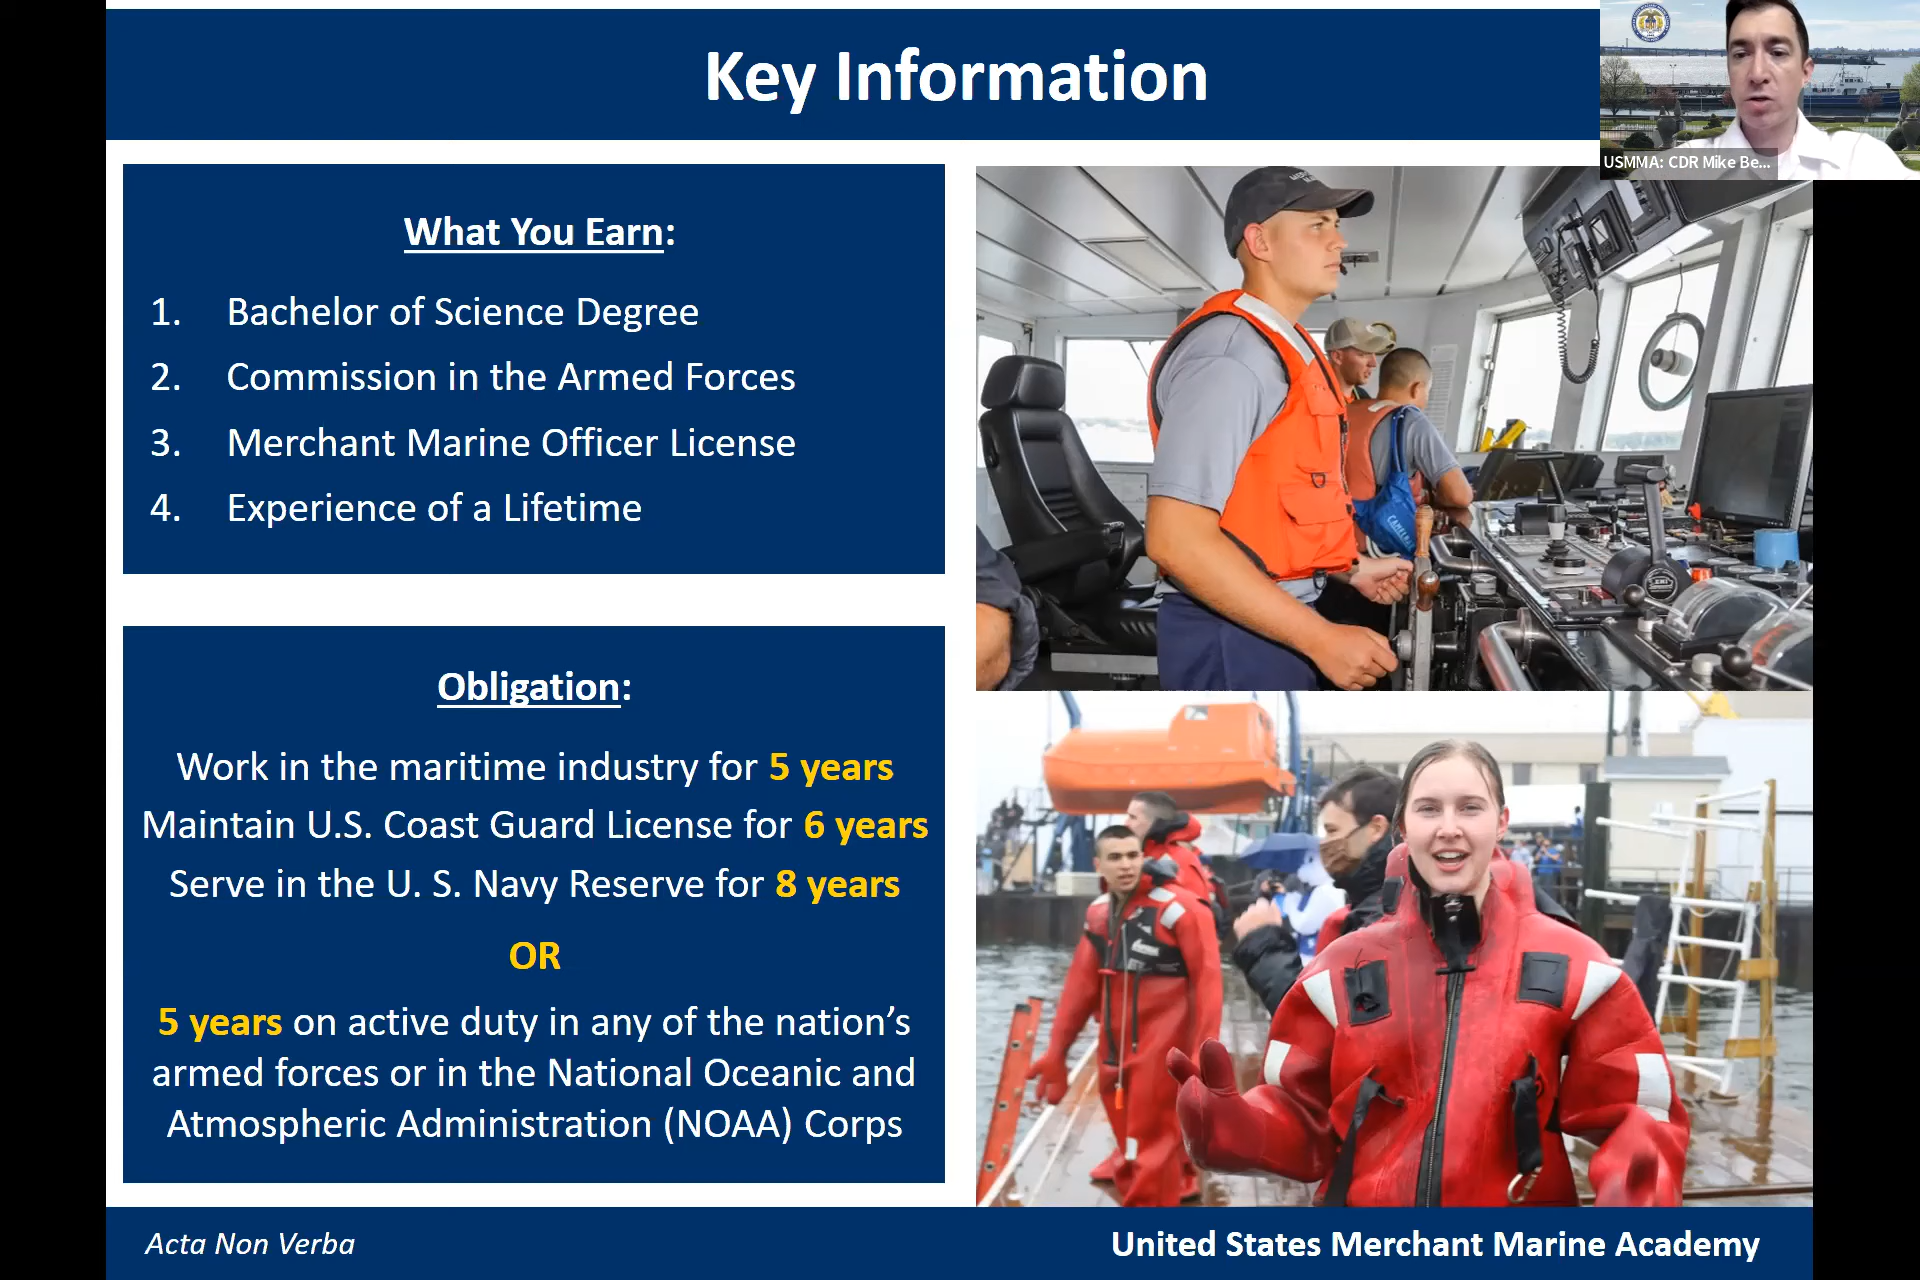 Key Information
USMMA: CDR Mike Be...
What You Earn:
1. Bachelor of Science Degree
2. Commission in the Armed Forces
3. Merchant Marine Officer License
4. Experience of a Lifetime
Obligation:
Work in the maritime industry for 5 years
Maintain U.S. Coast Guard License for 6 years
Serve in the U. S. Navy Reserve for 8 years
OR
5 years on active duty in any of the nation's
armed forces or in the National Oceanic and
Atmospheric Administration (NOAA) Corps
Acta Non Verba
United States Merchant Marine Academy